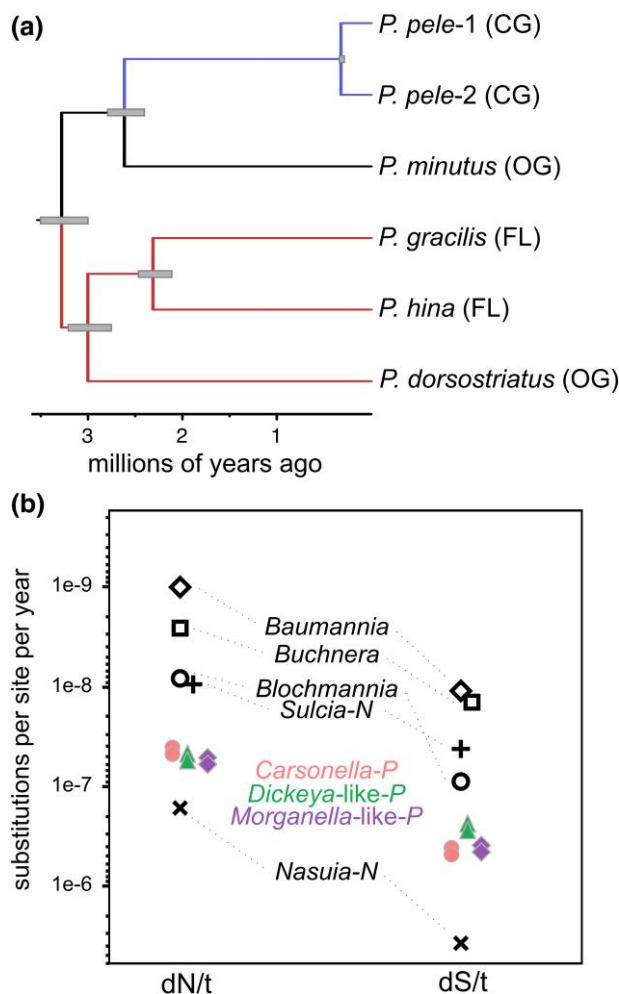 (a)
P. pele-1 (CG)
P. pele-2 (CG)
P. minutus (OG)
P. gracilis (FL)
P. hina (FL)
P. dorsostriatus (OG)
3 2 1
millions of years ago
(b)
substitutions per site per year
1e-9
1e-8
1e-7
1e-6
Baumannia
Buchnera
Blochmannia
Sulcia-N
Carsonella-P
Dickeya-like-P
Morganella-like-P
Nasuia-N
dN/t dS/t